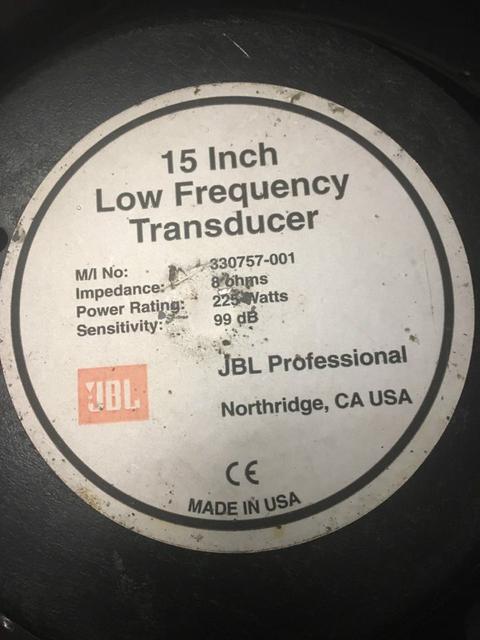 15 Inch
Low Frequency
Transducer
M/I No: 330757-001
Impedance: 8 ohms
Power Rating: 225 Watts
Sensitivity: 99 dB
JBL Professional
JBL
Northridge, CA USA
CE
MADE IN USA